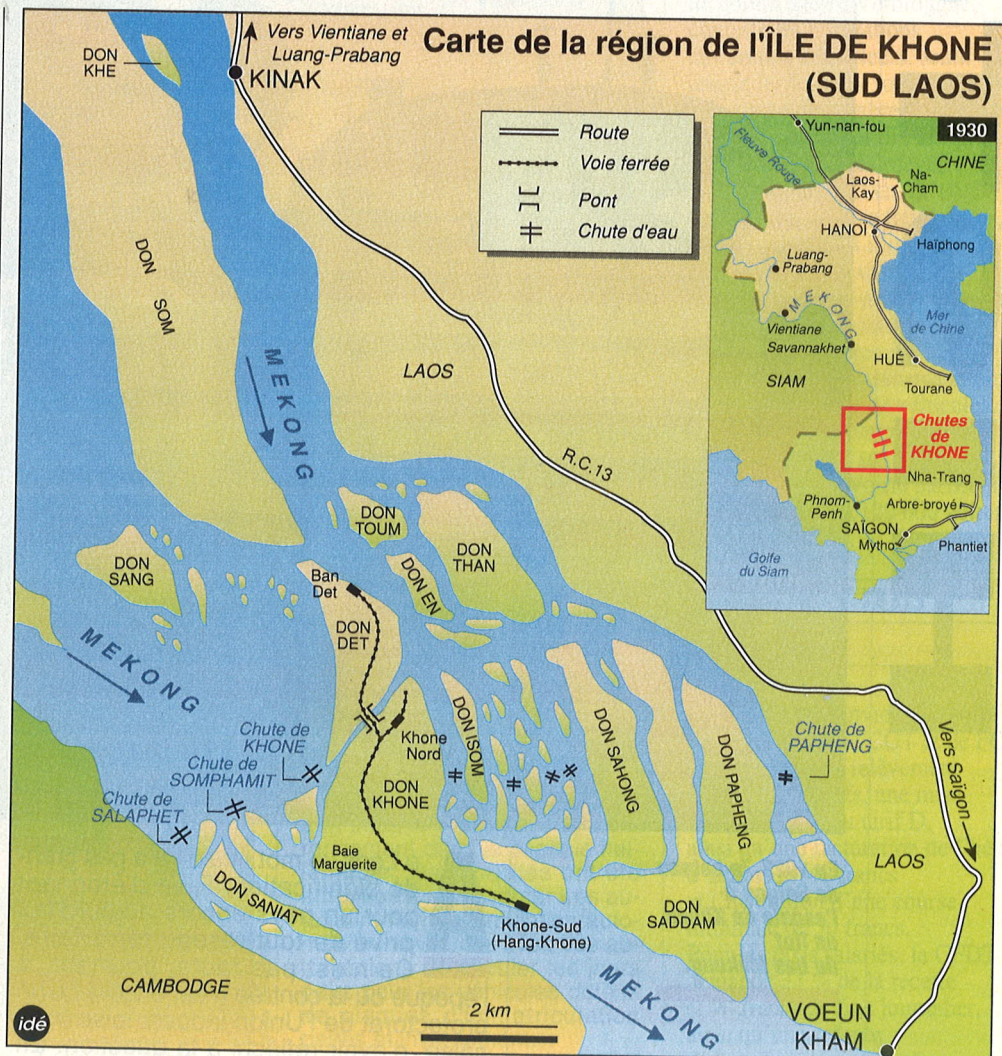 Carte de la région de l'ÎLE DE KHONE
(SUD LAOS)
Vers Vientiane et
Luang-Prabang
DON
KHE
KINAK
Route
Voie ferrée
Pont
Chute d'eau
1930
Yun-nan-fou
Fleuve Rouge
CHINE
Laos-
Kay
Na-
Cham
HANOÏ
Haïphong
Luang-
Prabang
MEKONG
Vientiane
Savannakhet
Mer
de Chine
HUÉ
SIAM
Tourane
Chutes
de
KHONE
Nha-Trang
Phnom-
Penh
Arbre-broyé
SAÏGON
Mytho
Phantiet
Golfe
du Siam
DON
SOM
MEKONG
LAOS
R.C.13
DON
TOUM
DON
THAN
DON
SANG
Ban
Det
DON EN
DON
DET
MEKONG
Chute de
KHONE
Khone
Nord
DON ISOM
DON SAHONG
DON PAPHENG
Chute de
PAPHENG
Vers Saïgon
Chute de
SOMPHAMIT
Chute de
SALAPHET
DON
KHONE
Baie
Marguerite
LAOS
DON SANIAT
Khone-Sud
(Hang-Khone)
DON
SADDAM
CAMBODGE
2 km
MEKONG
VOEUN
KHAM
idé